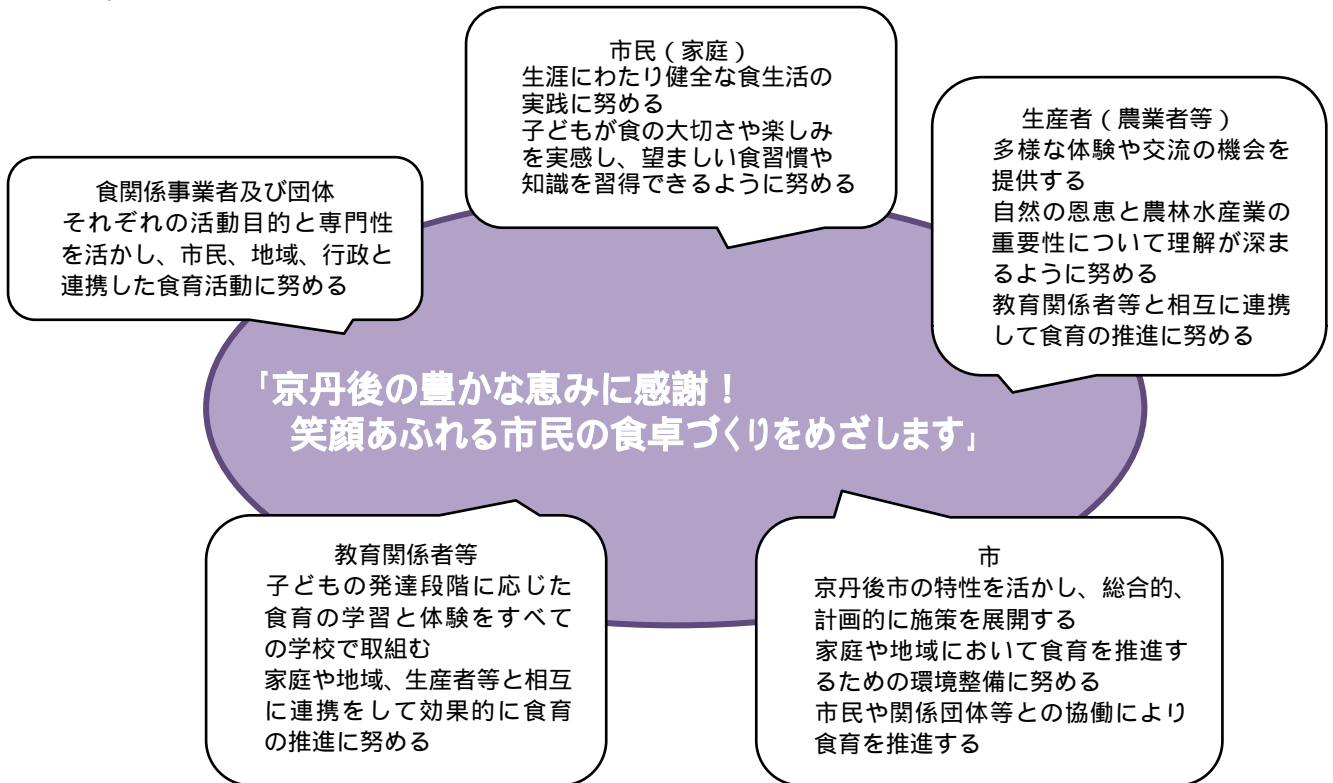 市民（家庭）
生涯にわたり健全な食生活の
実践に努める
子どもが食の大切さや楽しみ
を実感し、望ましい食習慣や
知識を習得できるように努める
生産者（農業者等）
多様な体験や交流の機会を
提供する
自然の恩恵と農林水産業の
重要性について理解が深ま
るように努める
教育関係者等と相互に連携
して食育の推進に努める
食関係事業者及び団体
それぞれの活動目的と専門性
を活かし、市民、地域、行政と
連携した食育活動に努める
「京丹後の豊かな恵みに感謝！
笑顔あふれる市民の食卓づくりをめざします」
教育関係者等
子どもの発達段階に応じた
食育の学習と体験をすべて
の学校で取組む
家庭や地域、生産者等と相互
に連携をして効果的に食育
の推進に努める
市
京丹後市の特性を活かし、総合的、
計画的に施策を展開する
家庭や地域において食育を推進す
るための環境整備に努める
市民や関係団体等との協働により
食育を推進する